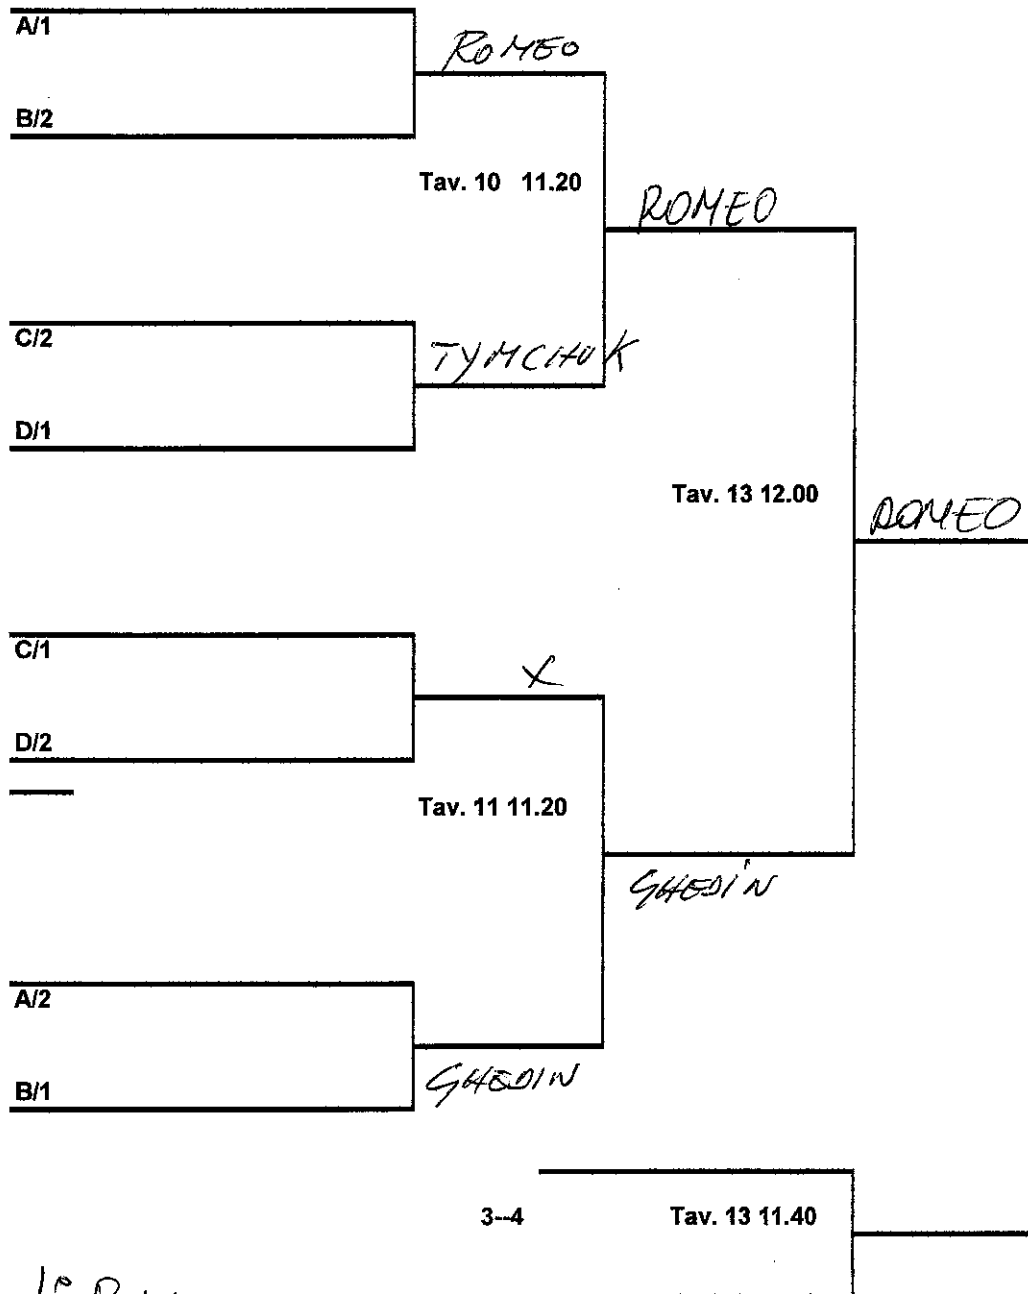 A/1
ROMEO
B/2
Tav. 10 11.20
ROMEO
C/2
TYMCHUK
D/1
Tav. 13 12.00
ROMEO
C/1
X
D/2
Tav. 11 11.20
GHEDIN
A/2
B/1
GHEDIN
3--4
Tav. 13 11.40